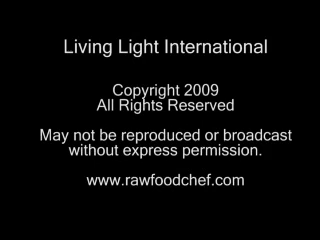 Living Light International
Copyright 2009
All Rights Reserved
May not be reproduced or broadcast
without express permission.
www.rawfoodchef.com